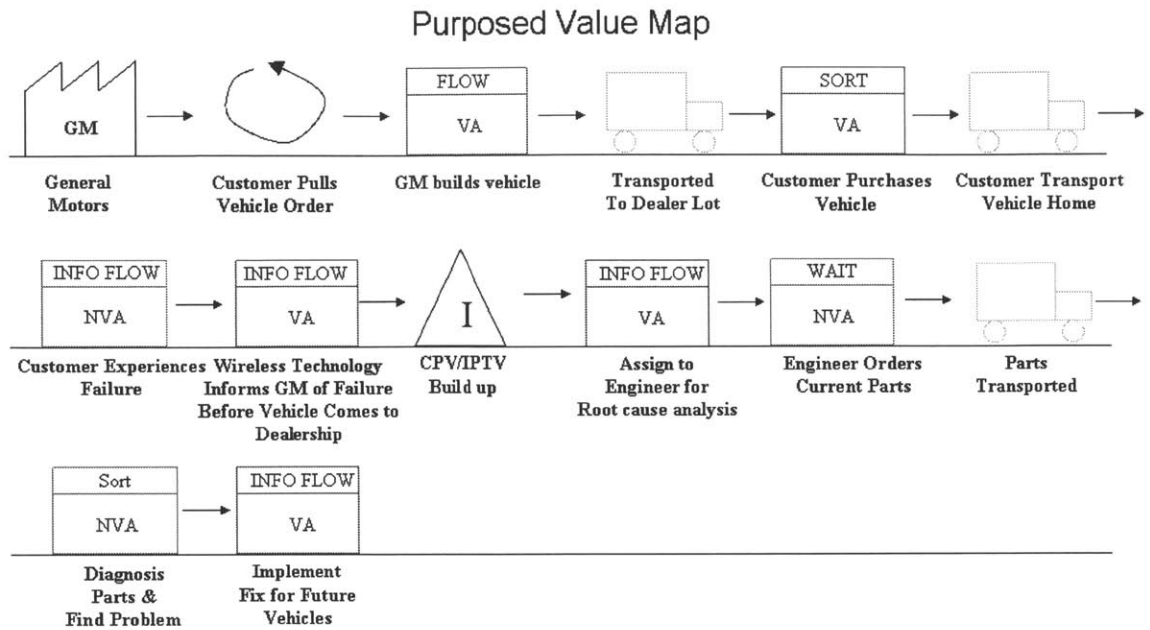 Purposed Value Map
GM
FLOW
VA
SORT
VA
General
Motors
Customer Pulls
Vehicle Order
GM builds vehicle
Transported
To Dealer Lot
Customer Purchases
Vehicle
Customer Transport
Vehicle Home
INFO FLOW
NVA
INFO FLOW
VA
I
INFO FLOW
VA
WAIT
NVA
Customer Experiences
Failure
Wireless Technology
Informs GM of Failure
Before Vehicle Comes to
Dealership
CPV/IPTV
Build up
Assign to
Engineer for
Root cause analysis
Engineer Orders
Current Parts
Parts
Transported
Sort
NVA
INFO FLOW
VA
Diagnosis
Parts &
Find Problem
Implement
Fix for Future
Vehicles